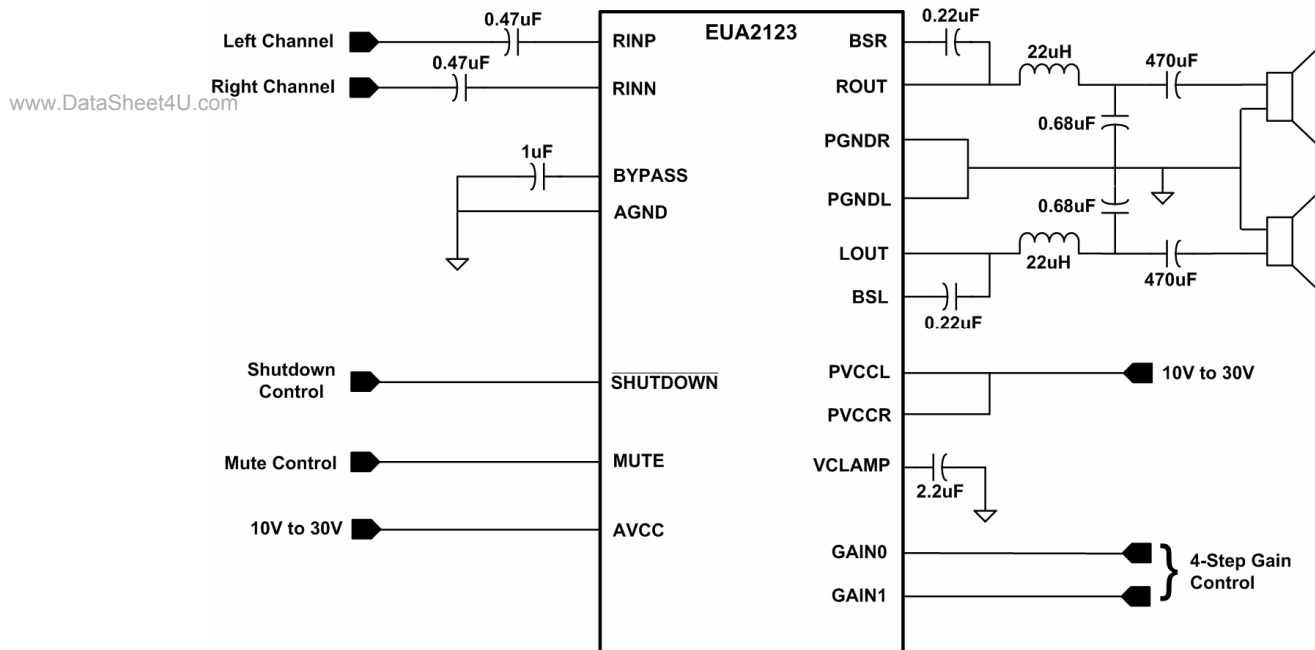 EUA2123
Left Channel
0.47uF
RINP
Right Channel
0.47uF
RINN
www.DataSheet4U.com
1uF
BYPASS
AGND
Shutdown
Control
SHUTDOWN
Mute Control
MUTE
10V to 30V
AVCC
BSR
0.22uF
ROUT
22uH
470uF
0.68uF
PGNDR
PGNDL
0.68uF
LOUT
22uH
470uF
BSL
0.22uF
PVCCL
10V to 30V
PVCCR
VCLAMP
2.2uF
GAIN0
GAIN1
4-Step Gain
Control